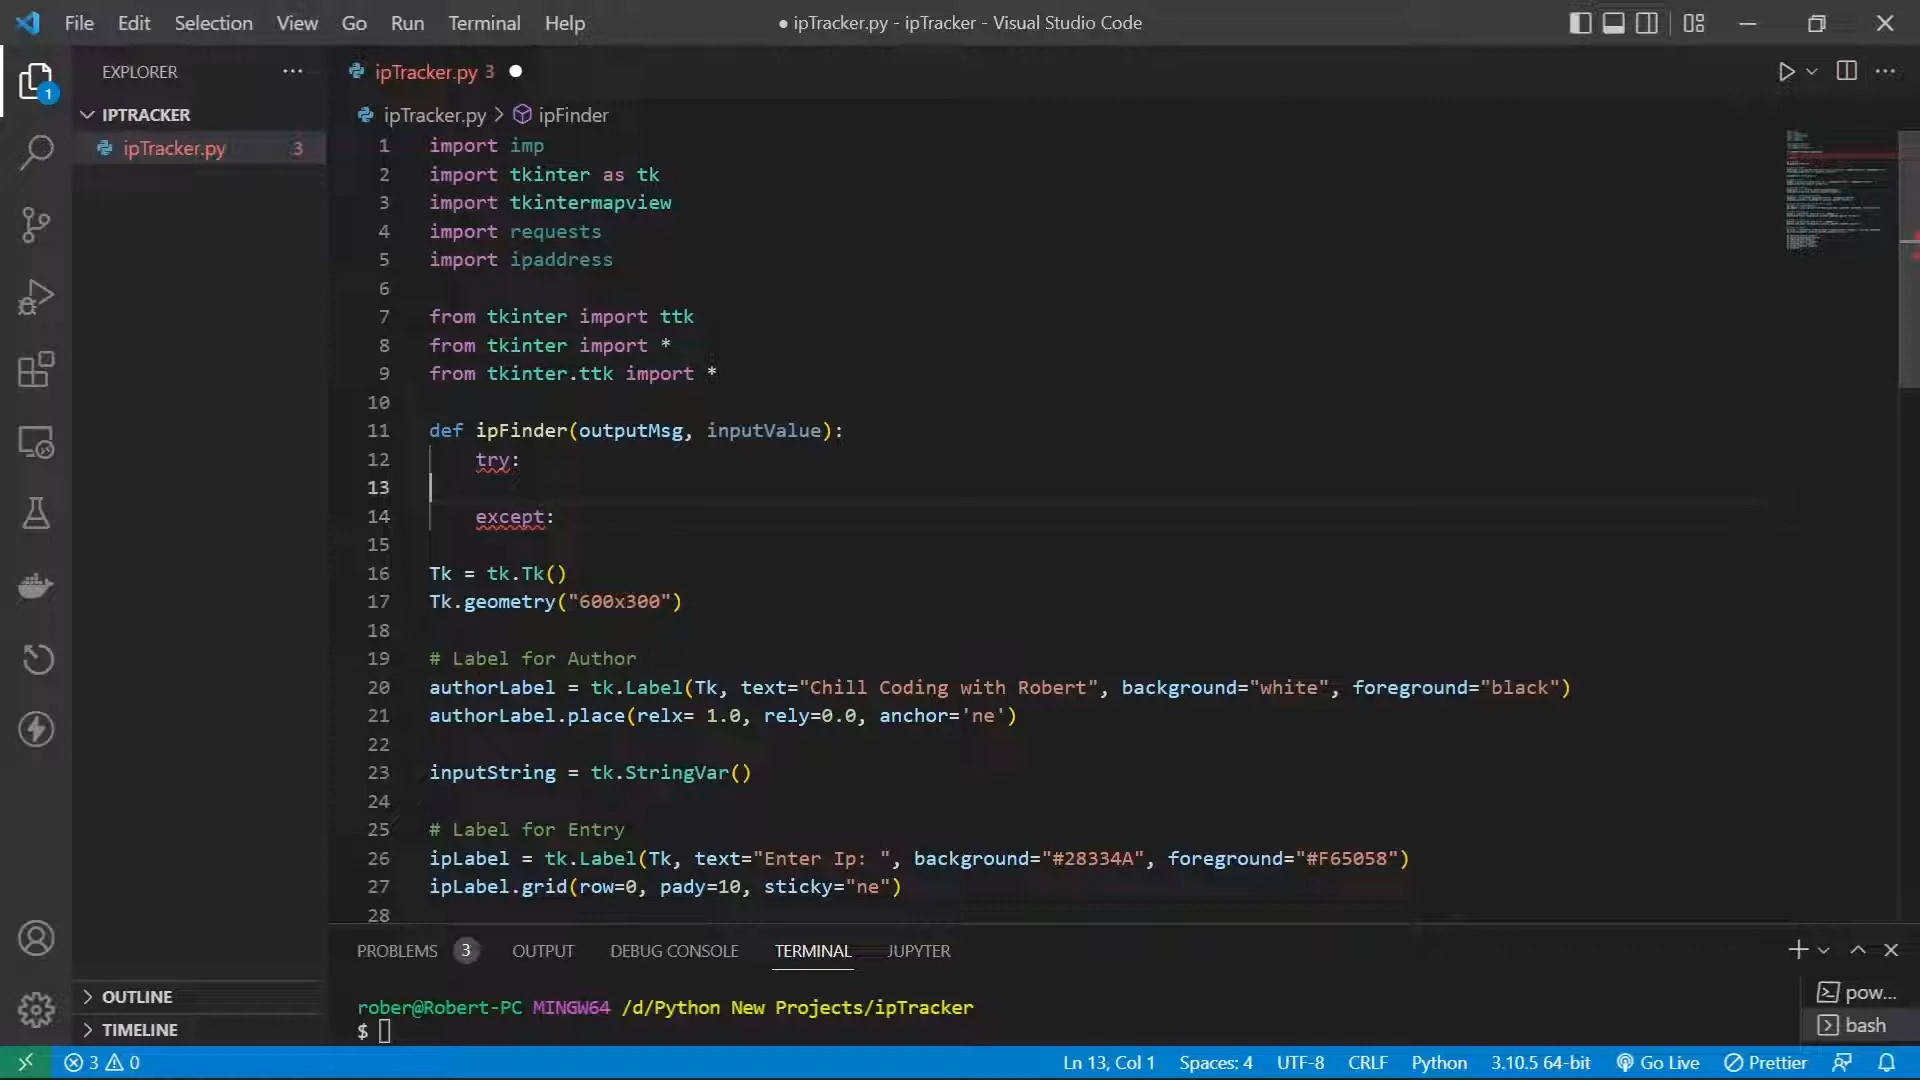 File Edit Selection View Go Run Terminal Help
● ipTracker.py - ipTracker - Visual Studio Code
EXPLORER
IPTRACKER
ipTracker.py 3
1
OUTLINE
TIMELINE
ipTracker.py 3
ipTracker.py > ipFinder
1 import imp
2 import tkinter as tk
3 import tkintermapview
4 import requests
5 import ipaddress
6
7 from tkinter import ttk
8 from tkinter import *
9 from tkinter.ttk import *
10
11 def ipFinder(outputMsg, inputValue):
12 try:
13
14 except:
15
16 Tk = tk.Tk()
17 Tk.geometry("600x300")
18
19 # Label for Author
20 authorLabel = tk.Label(Tk, text="Chill Coding with Robert", background="white", foreground="black")
21 authorLabel.place(relx= 1.0, rely=0.0, anchor='ne')
22
23 inputString = tk.StringVar()
24
25 # Label for Entry
26 ipLabel = tk.Label(Tk, text="Enter Ip: ", background="#28334A", foreground="#F65058")
27 ipLabel.grid(row=0, pady=10, sticky="ne")
28
PROBLEMS 3 OUTPUT DEBUG CONSOLE TERMINAL JUPYTER
rober@Robert-PC MINGW64 /d/Python New Projects/ipTracker
$
pow...
bash
3 0 Ln 13, Col 1 Spaces: 4 UTF-8 CRLF Python 3.10.5 64-bit Go Live Prettier